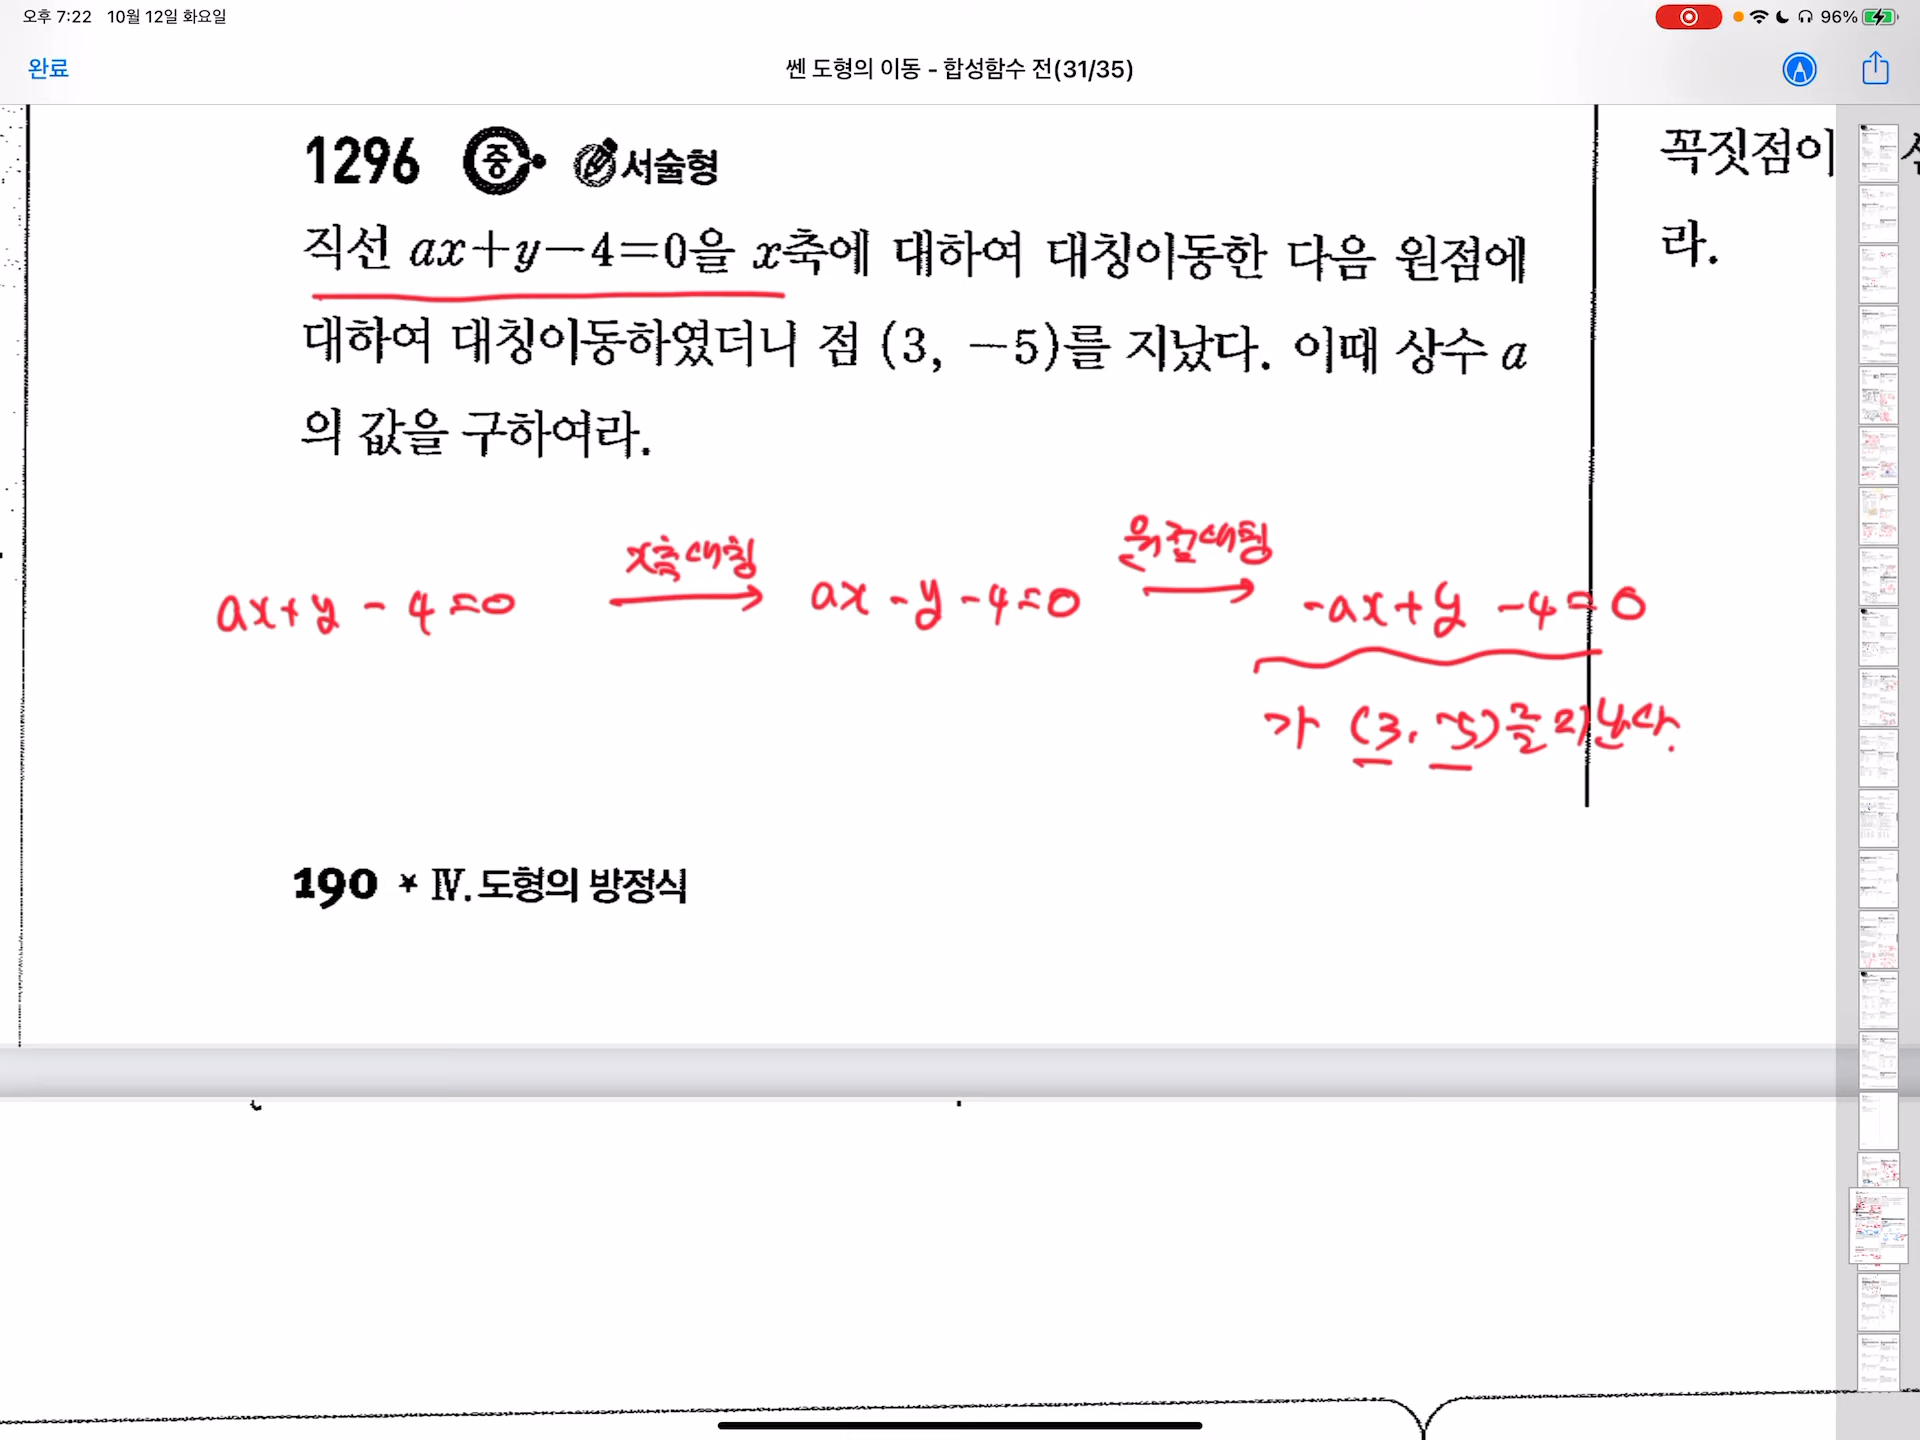 오후 7:22 10월 12일 화요일
96%
완료
쎈 도형의 이동 - 합성함수 전(31/35)
1296 중 서술형
직선 ax+y-4=0을 x축에 대하여 대칭이동한 다음 원점에
대하여 대칭이동하였더니 점 (3, -5)를 지났다. 이때 상수 a
의 값을 구하여라.
꼭짓점이
라.
x축대칭
원점대칭
ax+y-4=0 → ax-y-4=0 → -ax+y-4=0
가 (3, -5)를 지난다.
190 * Ⅳ. 도형의 방정식